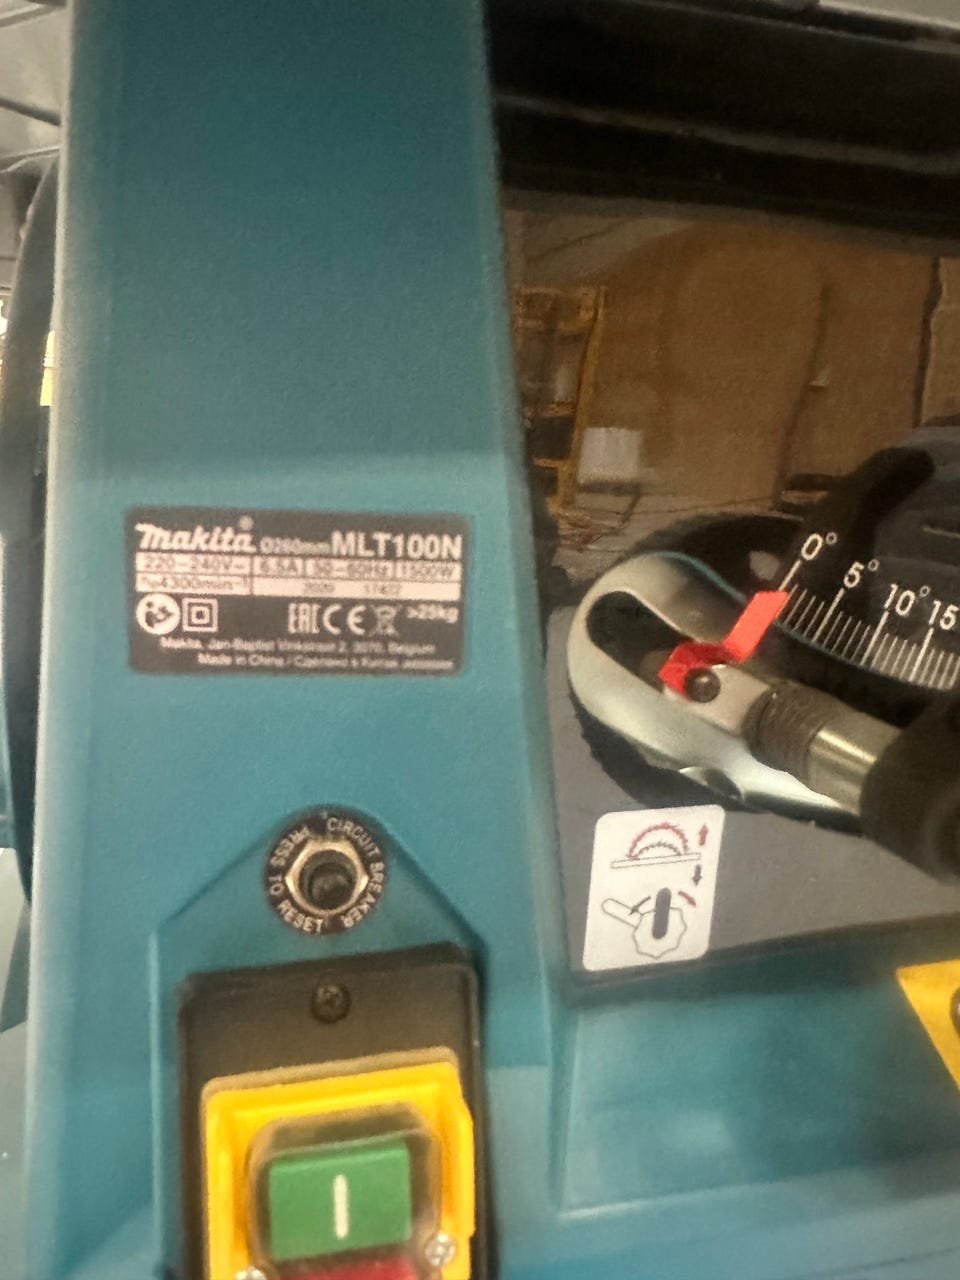 makita® Ø260mm MLT100N
220-240V~ 6.5A 50-60Hz 1500W
4300min⁻¹
EAC CE >25kg
Makita, Jan-Baptist Vinkstraat 2, 3070, Belgium
Made in China
0° 5° 10° 15
CIRCUIT BREAKER
PRESS TO RESET
I